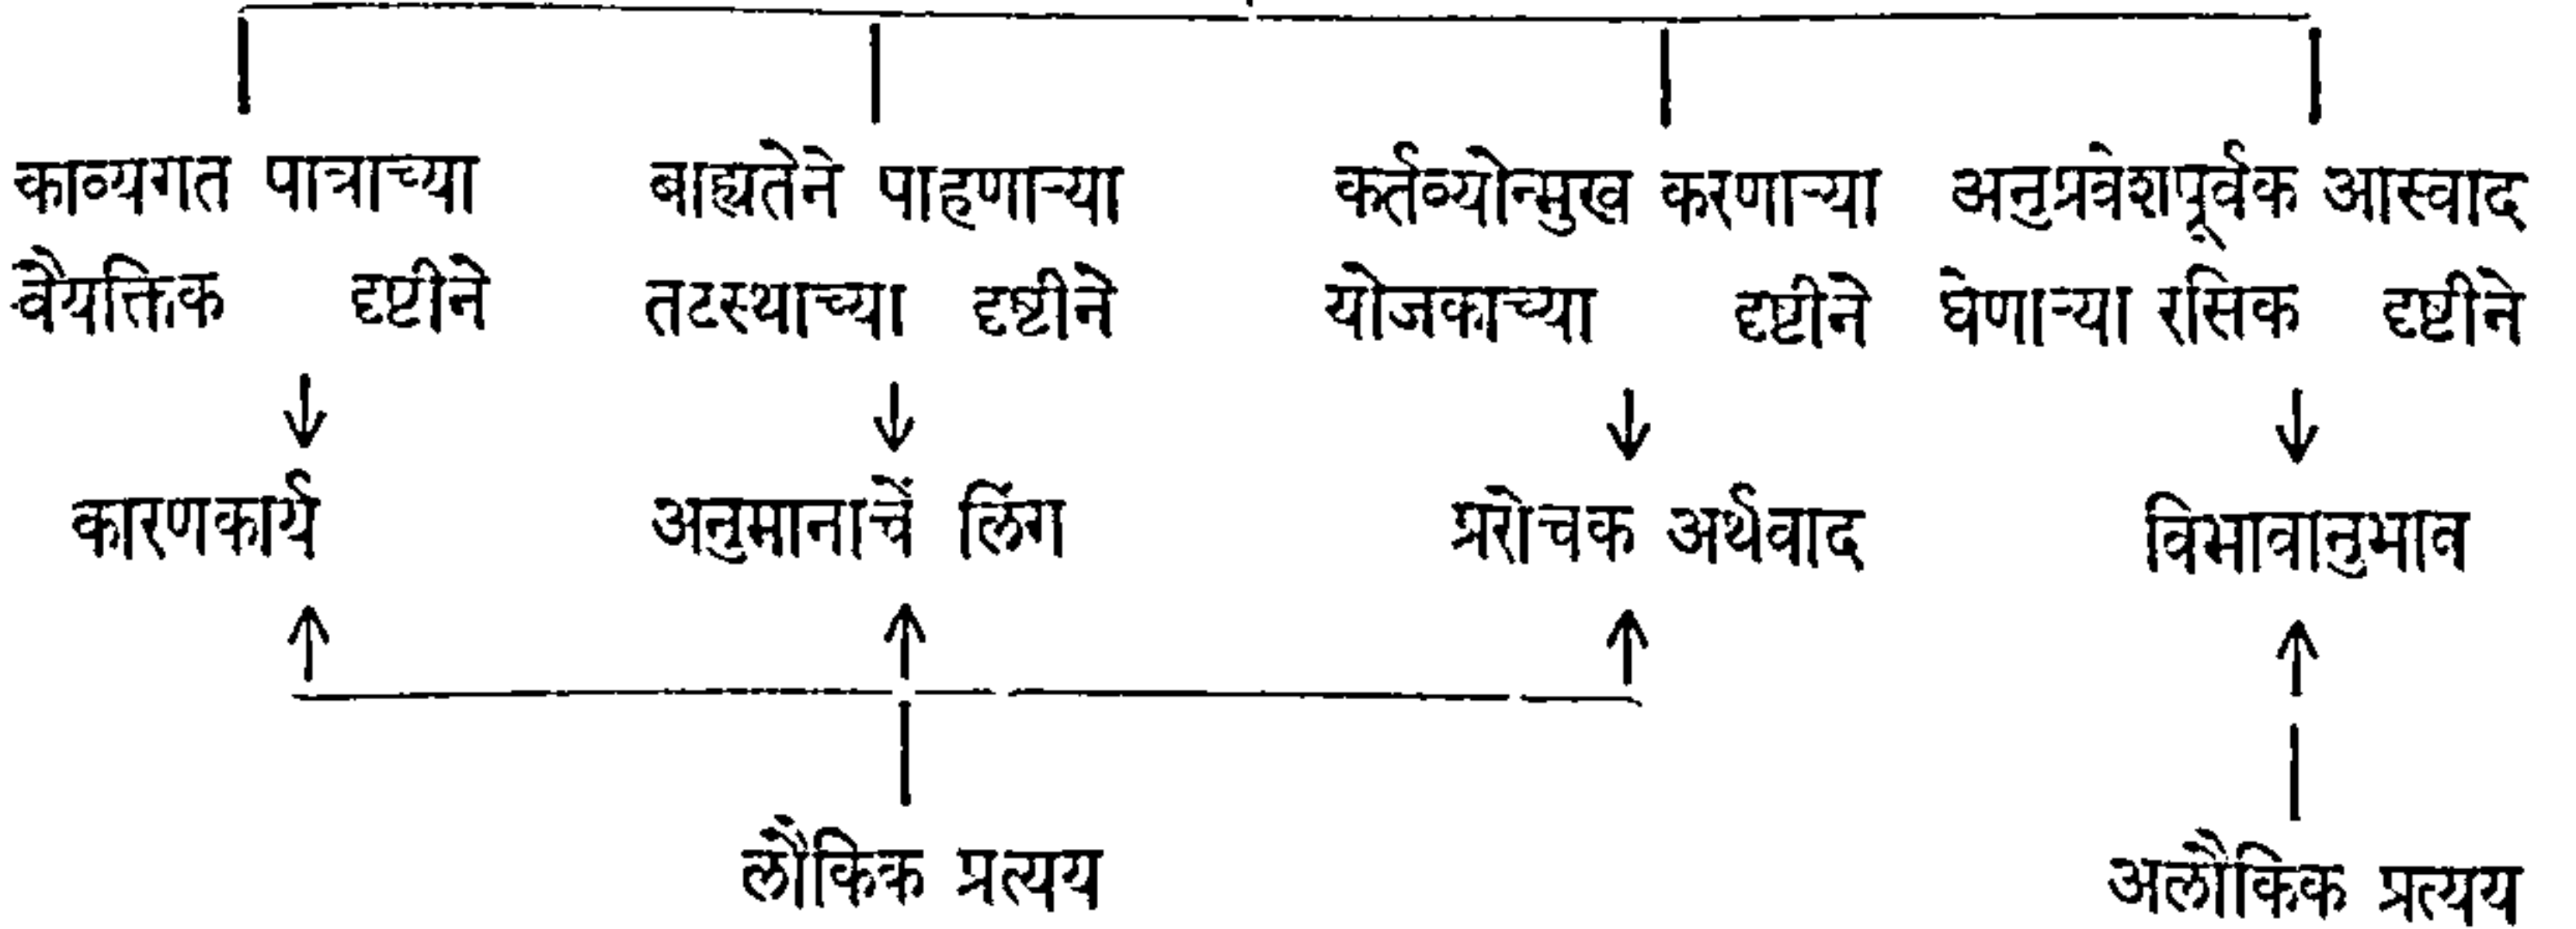 काव्यगत पात्राच्या बाह्यतेने पाहणाऱ्या कर्तव्योन्मुख करणाऱ्या अनुप्रवेशपूर्वक आस्वाद
वैयक्तिक दृष्टीने तटस्थाच्या दृष्टीने योजकाच्या दृष्टीने घेणाऱ्या रसिक दृष्टीने
कारणकार्य अनुमानाचें लिंग प्ररोचक अर्थवाद विभावानुभाव
लौकिक प्रत्यय अलौकिक प्रत्यय